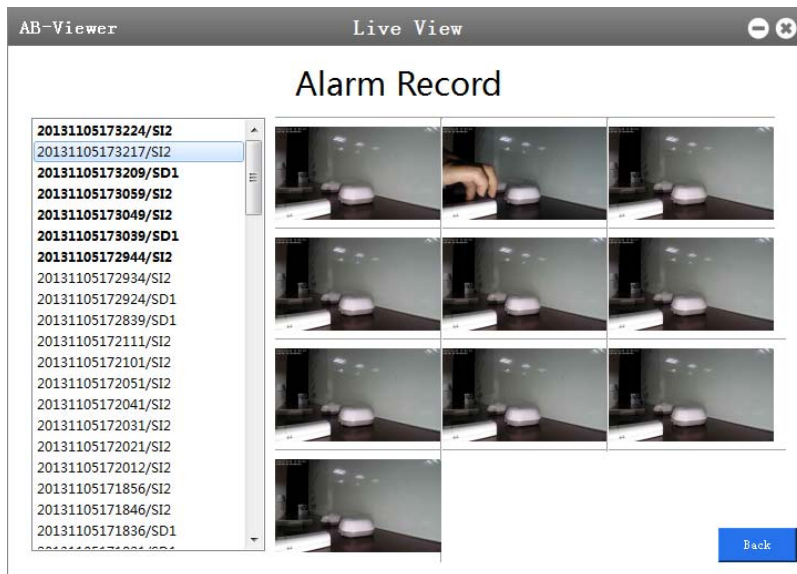 AB-Viewer Live View
Alarm Record
20131105173224/SI2
20131105173217/SI2
20131105173209/SD1
20131105173059/SI2
20131105173049/SI2
20131105173039/SD1
20131105172944/SI2
20131105172934/SI2
20131105172924/SD1
20131105172839/SD1
20131105172111/SI2
20131105172101/SI2
20131105172051/SI2
20131105172041/SI2
20131105172031/SI2
20131105172021/SI2
20131105172012/SI2
20131105171856/SI2
20131105171846/SI2
20131105171836/SD1
Back